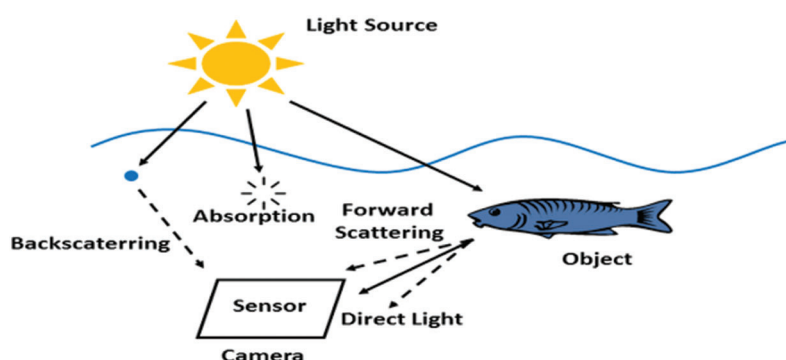 Light Source
Absorption
Forward
Scattering
Backscaterring
Object
Sensor
Direct Light
Camera